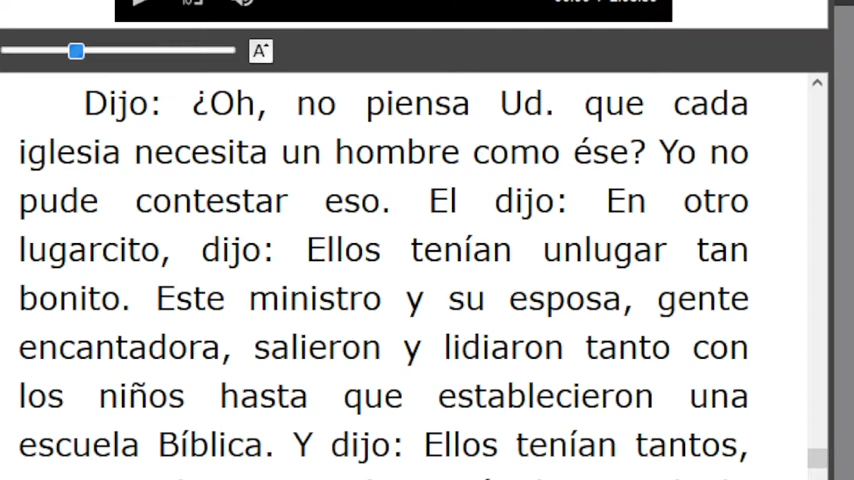 A
Dijo: ¿Oh, no piensa Ud. que cada
iglesia necesita un hombre como ése? Yo no
pude contestar eso. El dijo: En otro
lugarcito, dijo: Ellos tenían unlugar tan
bonito. Este ministro y su esposa, gente
encantadora, salieron y lidiaron tanto con
los niños hasta que establecieron una
escuela Bíblica. Y dijo: Ellos tenían tantos,